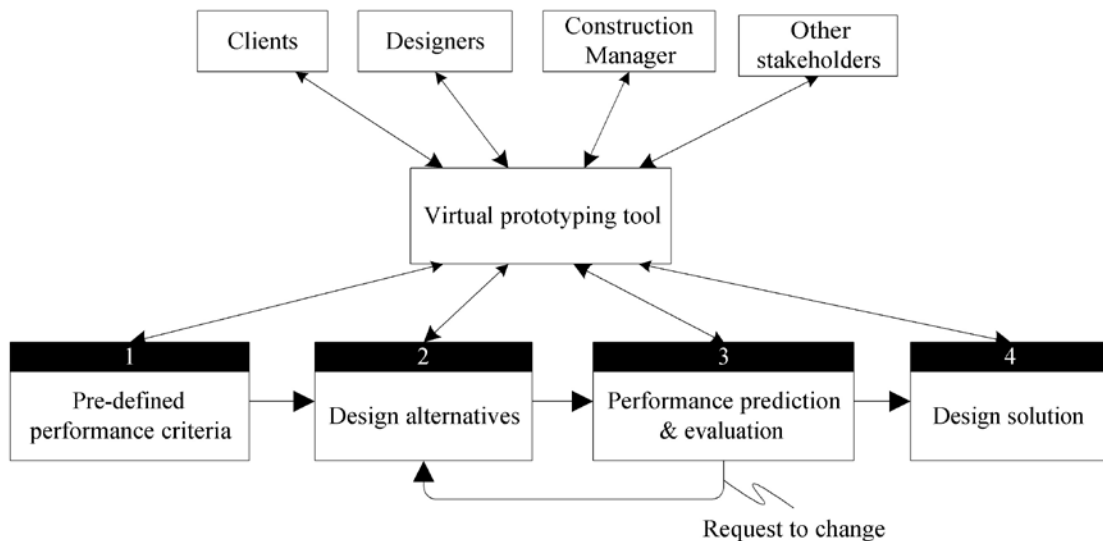 Clients
Designers
Construction
Manager
Other
stakeholders
Virtual prototyping tool
1
Pre-defined
performance criteria
2
Design alternatives
3
Performance prediction
& evaluation
4
Design solution
Request to change